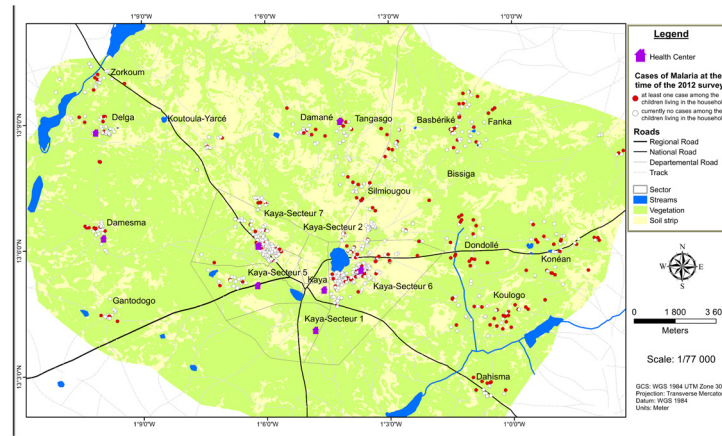 1°9'0"W
1°6'0"W
1°3'0"W
1°0'0"W
Legend
Health Center
Cases of Malaria at the
time of the 2012 survey
at least one case among the
children living in the household
currently no cases among the
children living in the household
Roads
Regional Road
National Road
Departemental Road
Track
Sector
Streams
Vegetation
Soil strip
N
W
E
S
0 1 800 3 60
Meters
Scale: 1/77 000
GCS: WGS 1984 UTM Zone 30
Projection: Transverse Mercator
Datum: WGS 1984
Units: Meter
Zorkoum
Delga
Koutoula-Yarcé
Damané
Tangasgo
Basbériké
Fanka
Bissiga
Silmiougou
Kaya-Secteur 7
Kaya-Secteur 2
Damesma
Dondollé
Konéan
Kaya-Secteur 5
Kaya
Kaya-Secteur 6
Gantodogo
Koulogo
Kaya-Secteur 1
Dahisma
1°9'0"W
1°6'0"W
1°3'0"W
1°0'0"W